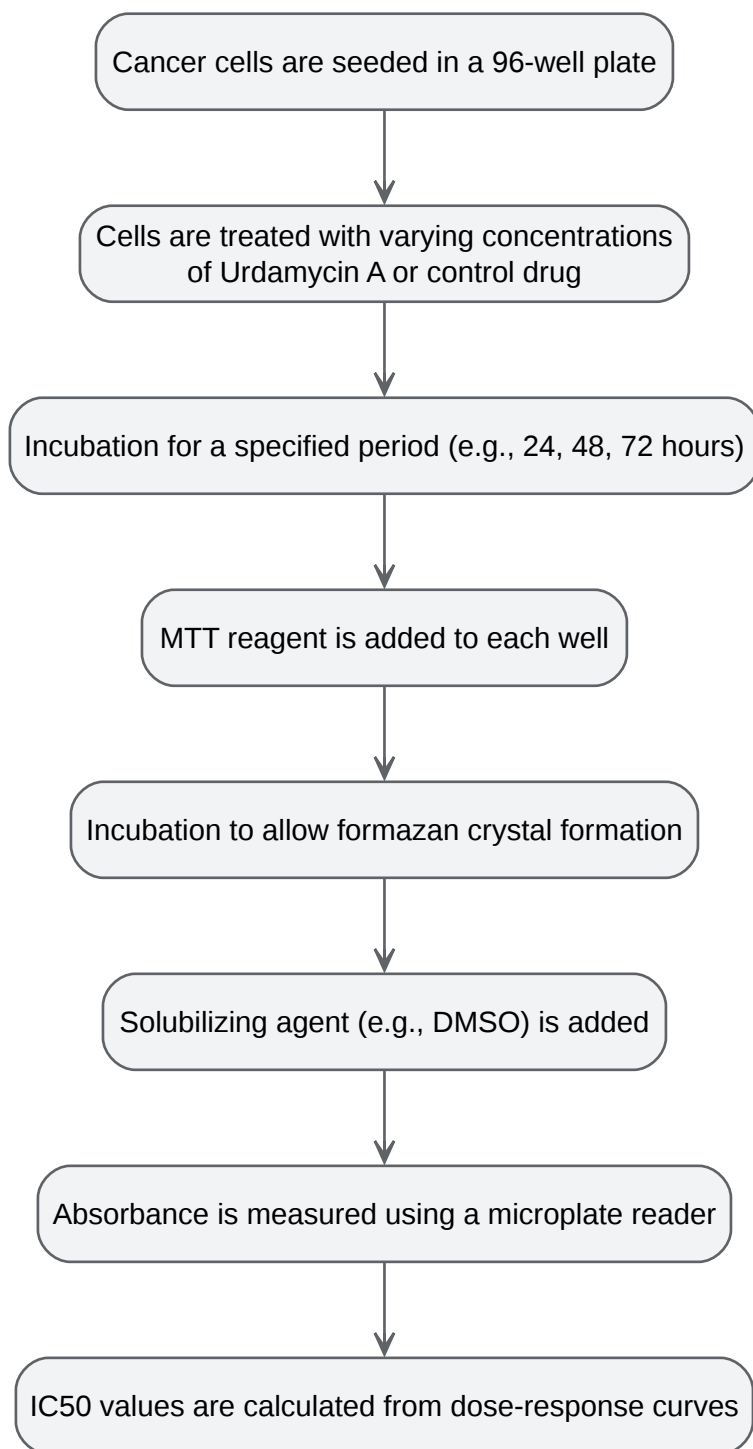 Cancer cells are seeded in a 96-well plate
Cells are treated with varying concentrations
of Urdamycin A or control drug
Incubation for a specified period (e.g., 24, 48, 72 hours)
MTT reagent is added to each well
Incubation to allow formazan crystal formation
Solubilizing agent (e.g., DMSO) is added
Absorbance is measured using a microplate reader
IC50 values are calculated from dose-response curves